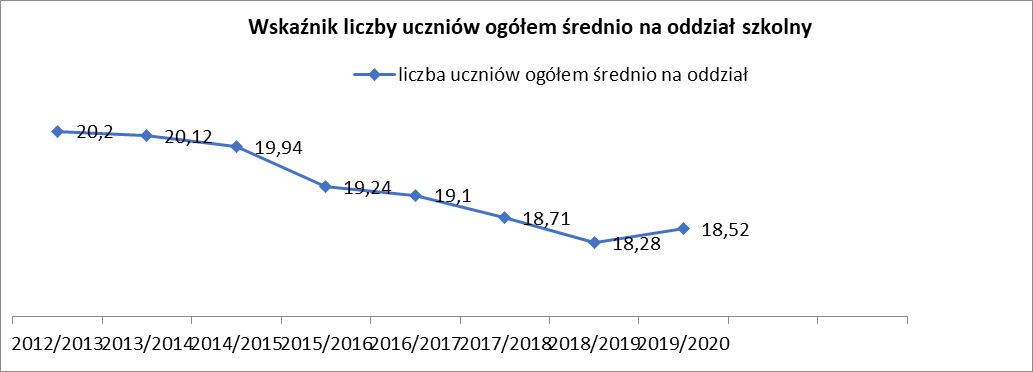 Wskaźnik liczby uczniów ogółem średnio na oddział szkolny
liczba uczniów ogółem średnio na oddział
20,2
20,12
19,94
19,24
19,1
18,71
18,28
18,52
2012/2013 2013/2014 2014/2015 2015/2016 2016/2017 2017/2018 2018/2019 2019/2020